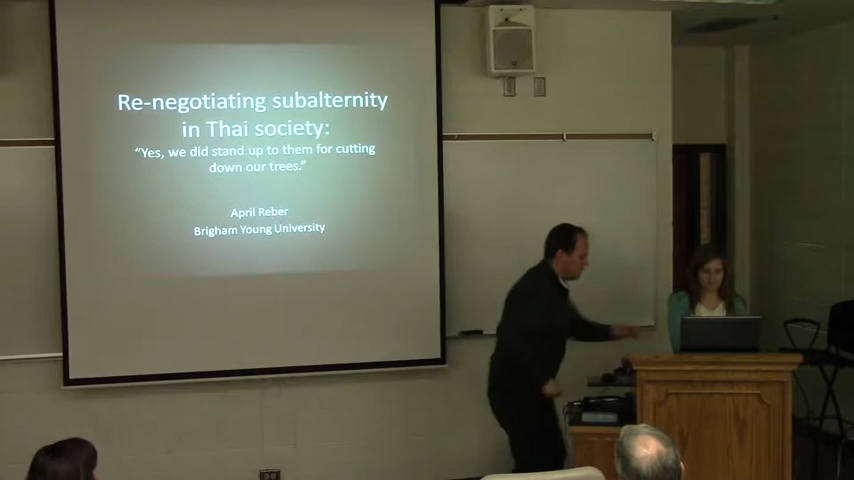 Re-negotiating subalternity
in Thai society:
“Yes, we did stand up to them for cutting
down our trees.”
April Reber
Brigham Young University